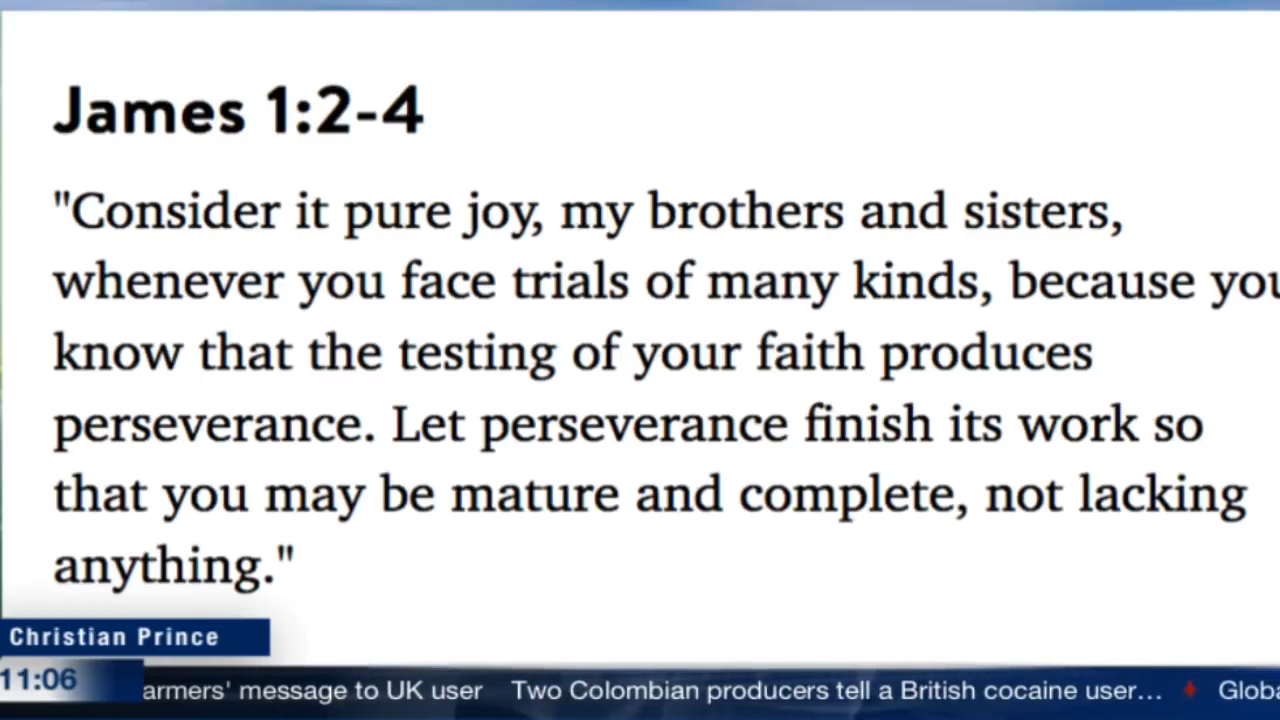 James 1:2-4
"Consider it pure joy, my brothers and sisters,
whenever you face trials of many kinds, because you
know that the testing of your faith produces
perseverance. Let perseverance finish its work so
that you may be mature and complete, not lacking
anything."
Christian Prince
11:06
armers' message to UK user Two Colombian producers tell a British cocaine user... Globa